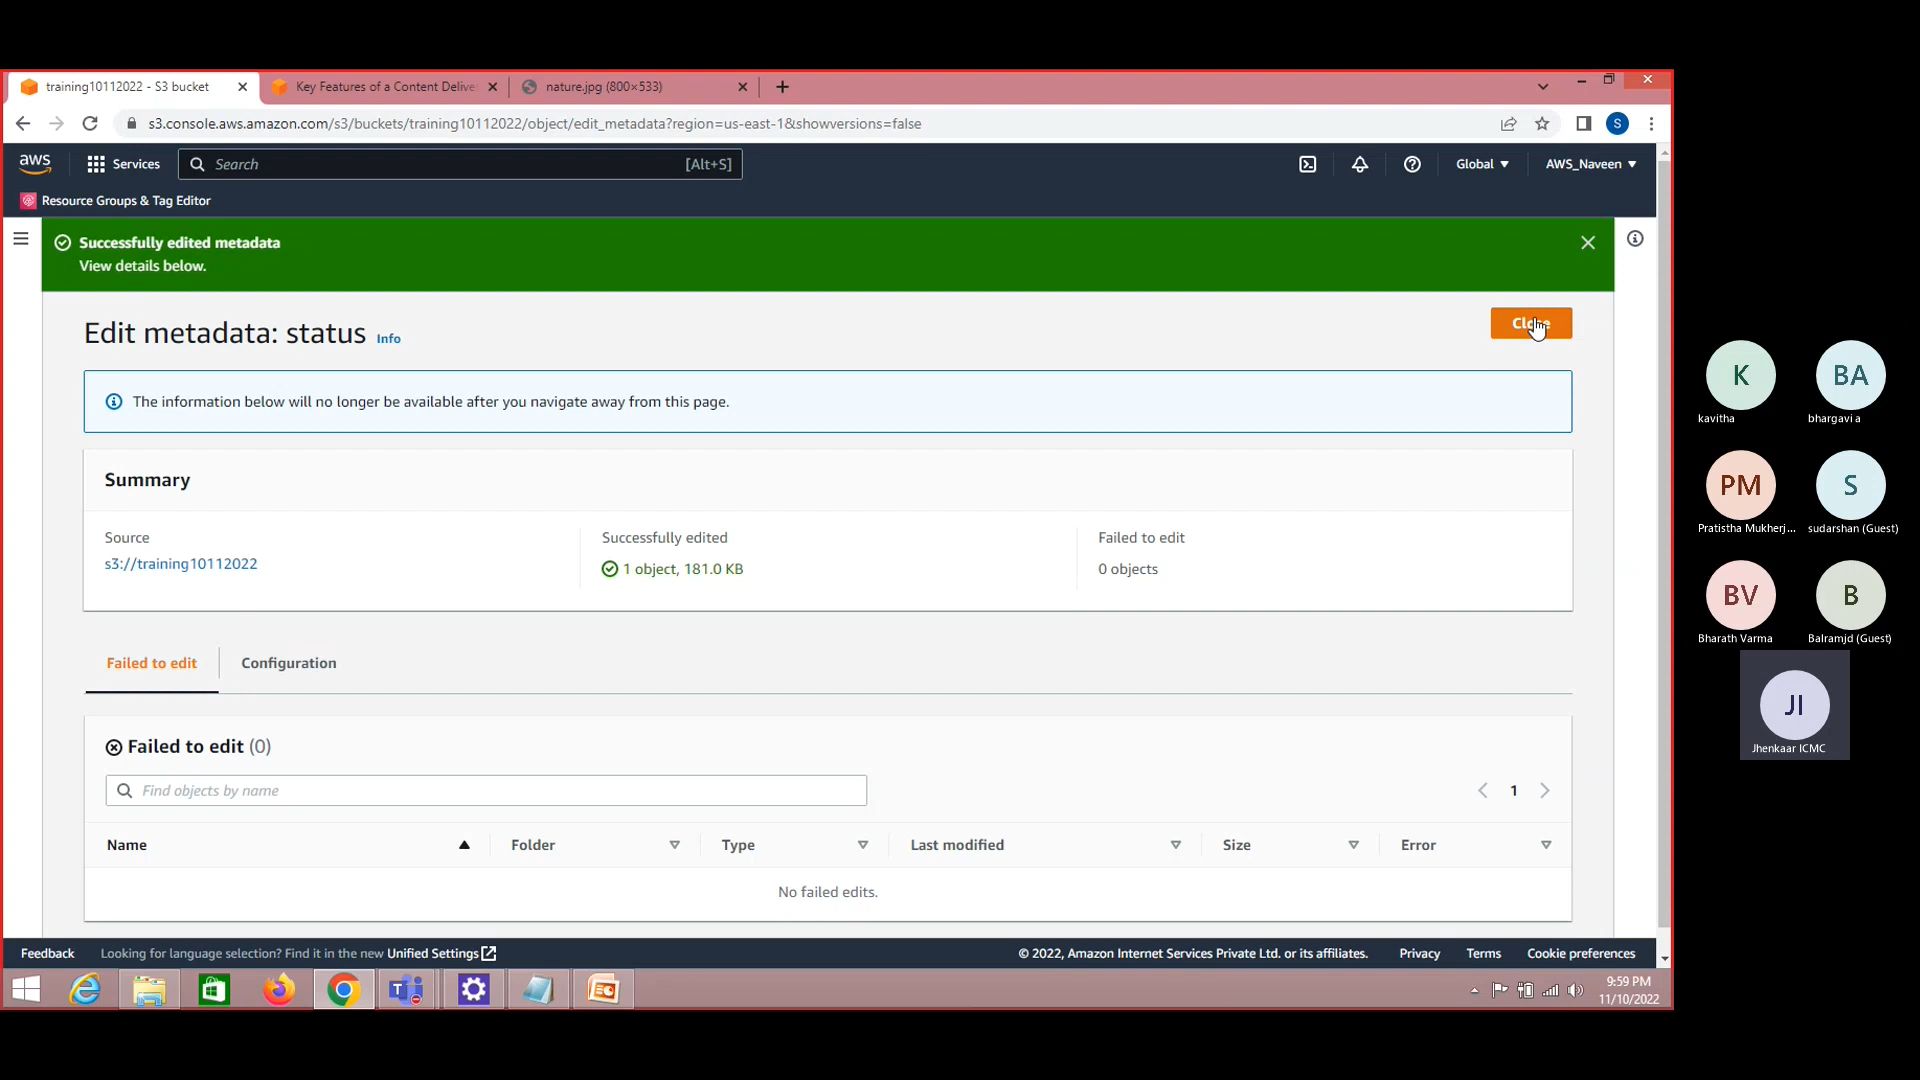 training10112022 - S3 bucket
Key Features of a Content Delive
nature.jpg (800×533)
s3.console.aws.amazon.com/s3/buckets/training10112022/object/edit_metadata?region=us-east-1&showversions=false
S
aws
Services
Search
[Alt+S]
Global
AWS_Naveen
Resource Groups & Tag Editor
Successfully edited metadata
View details below.
Edit metadata: status
Info
Close
The information below will no longer be available after you navigate away from this page.
Summary
Source
Successfully edited
Failed to edit
s3://training10112022
1 object, 181.0 KB
0 objects
Failed to edit
Configuration
Failed to edit (0)
Find objects by name
1
Name
Folder
Type
Last modified
Size
Error
No failed edits.
Feedback
Looking for language selection? Find it in the new Unified Settings
© 2022, Amazon Internet Services Private Ltd. or its affiliates.
Privacy
Terms
Cookie preferences
9:59 PM
11/10/2022
K
kavitha
BA
bhargavi a
PM
Pratistha Mukherj...
S
sudarshan (Guest)
BV
Bharath Varma
B
Balramjd (Guest)
JI
Jhenkaar ICMC